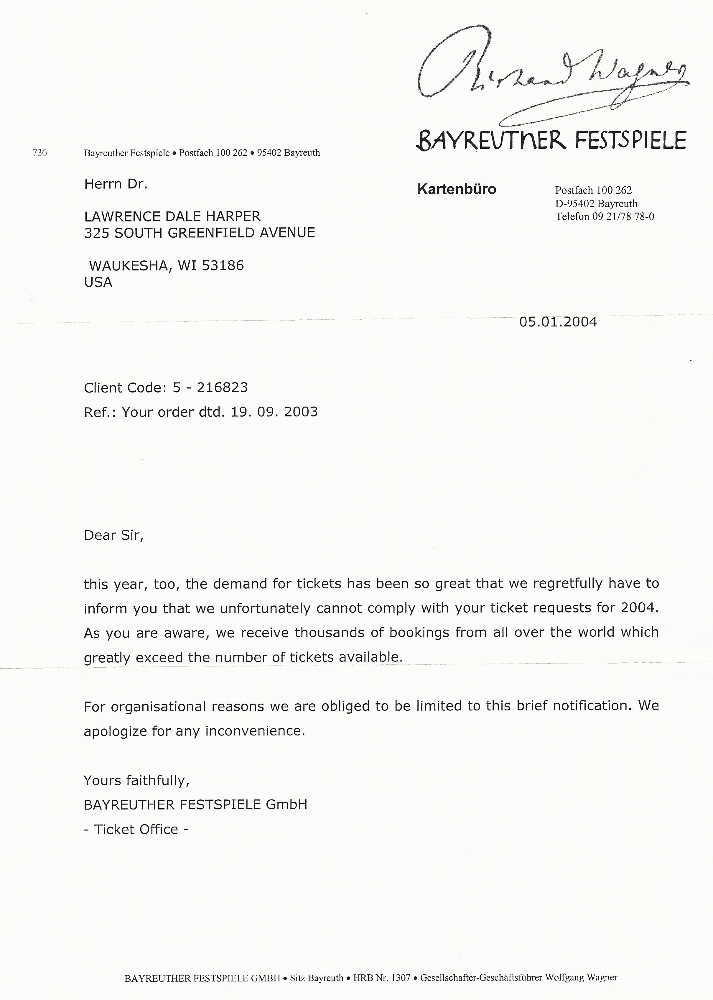 Richard Wagner
BAYREUTHER FESTSPIELE
730
Bayreuther Festspiele • Postfach 100 262 • 95402 Bayreuth
Herrn Dr.
LAWRENCE DALE HARPER
325 SOUTH GREENFIELD AVENUE
WAUKESHA, WI 53186
USA
Kartenbüro
Postfach 100 262
D-95402 Bayreuth
Telefon 09 21/78 78-0
05.01.2004
Client Code: 5 - 216823
Ref.: Your order dtd. 19. 09. 2003
Dear Sir,
this year, too, the demand for tickets has been so great that we regretfully have to
inform you that we unfortunately cannot comply with your ticket requests for 2004.
As you are aware, we receive thousands of bookings from all over the world which
greatly exceed the number of tickets available.
For organisational reasons we are obliged to be limited to this brief notification. We
apologize for any inconvenience.
Yours faithfully,
BAYREUTHER FESTSPIELE GmbH
- Ticket Office -
BAYREUTHER FESTSPIELE GMBH • Sitz Bayreuth • HRB Nr. 1307 • Gesellschafter-Geschäftsführer Wolfgang Wagner